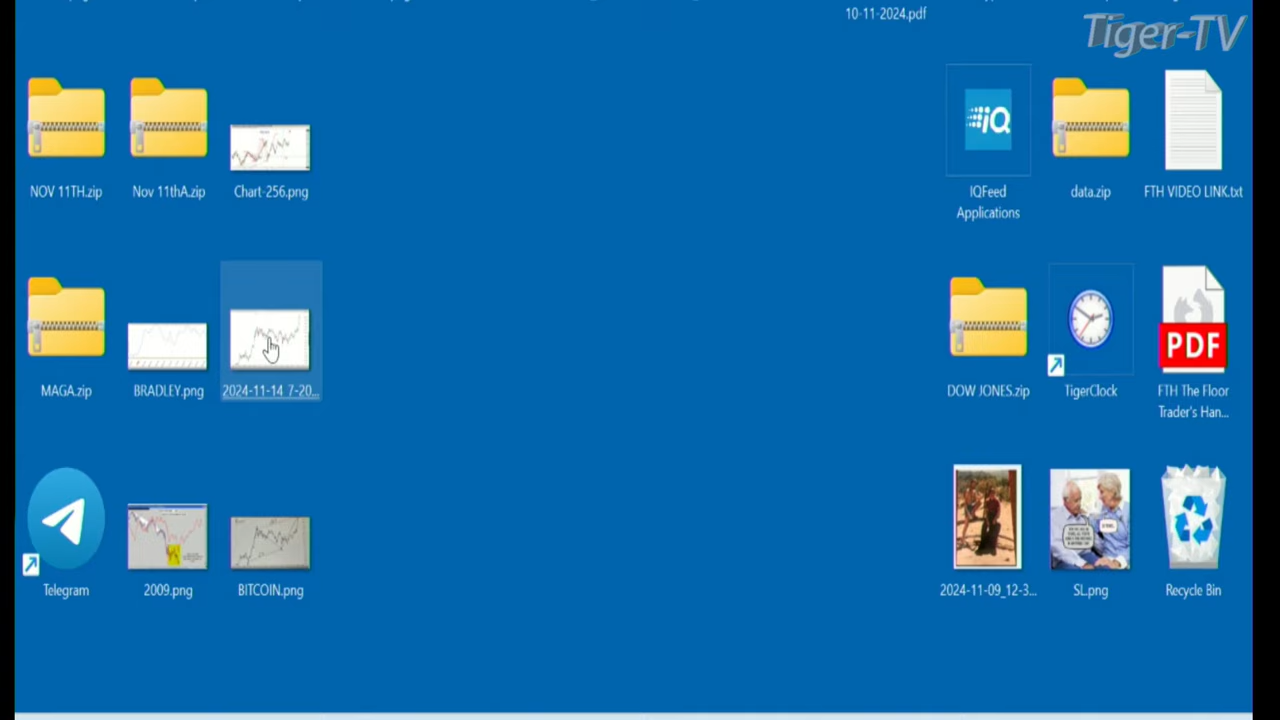 10-11-2024.pdf
Tiger-TV
NOV 11TH.zip
Nov 11thA.zip
Chart-256.png
iQ
IQFeed
Applications
data.zip
FTH VIDEO LINK.txt
MAGA.zip
BRADLEY.png
2024-11-14 7-20...
DOW JONES.zip
TigerClock
PDF
FTH The Floor
Trader's Han...
Telegram
2009.png
BITCOIN.png
2024-11-09_12-3...
SL.png
Recycle Bin